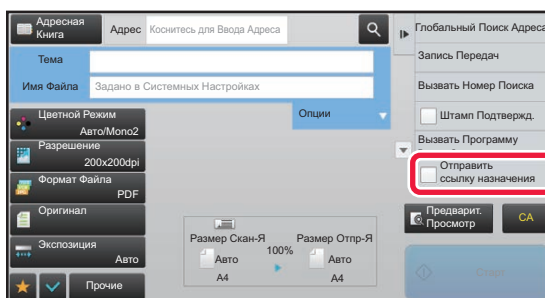 Адресная
Книга
Адрес
Коснитесь для Ввода Адреса
Глобальный Поиск Адреса
Тема
Запись Передач
Имя Файла
Задано в Системных Настройках
Вызвать Номер Поиска
Опции
Цветной Режим
Авто/Mono2
Штамп Подтвержд.
Разрешение
200x200dpi
Вызвать Программу
Отправить
ссылку назначения
Формат Файла
PDF
Оригинал
Предварит.
Просмотр
CA
Экспозиция
Авто
Размер Скан-Я
100%
Размер Отпр-Я
Авто
Авто
A4
A4
Прочие
Старт